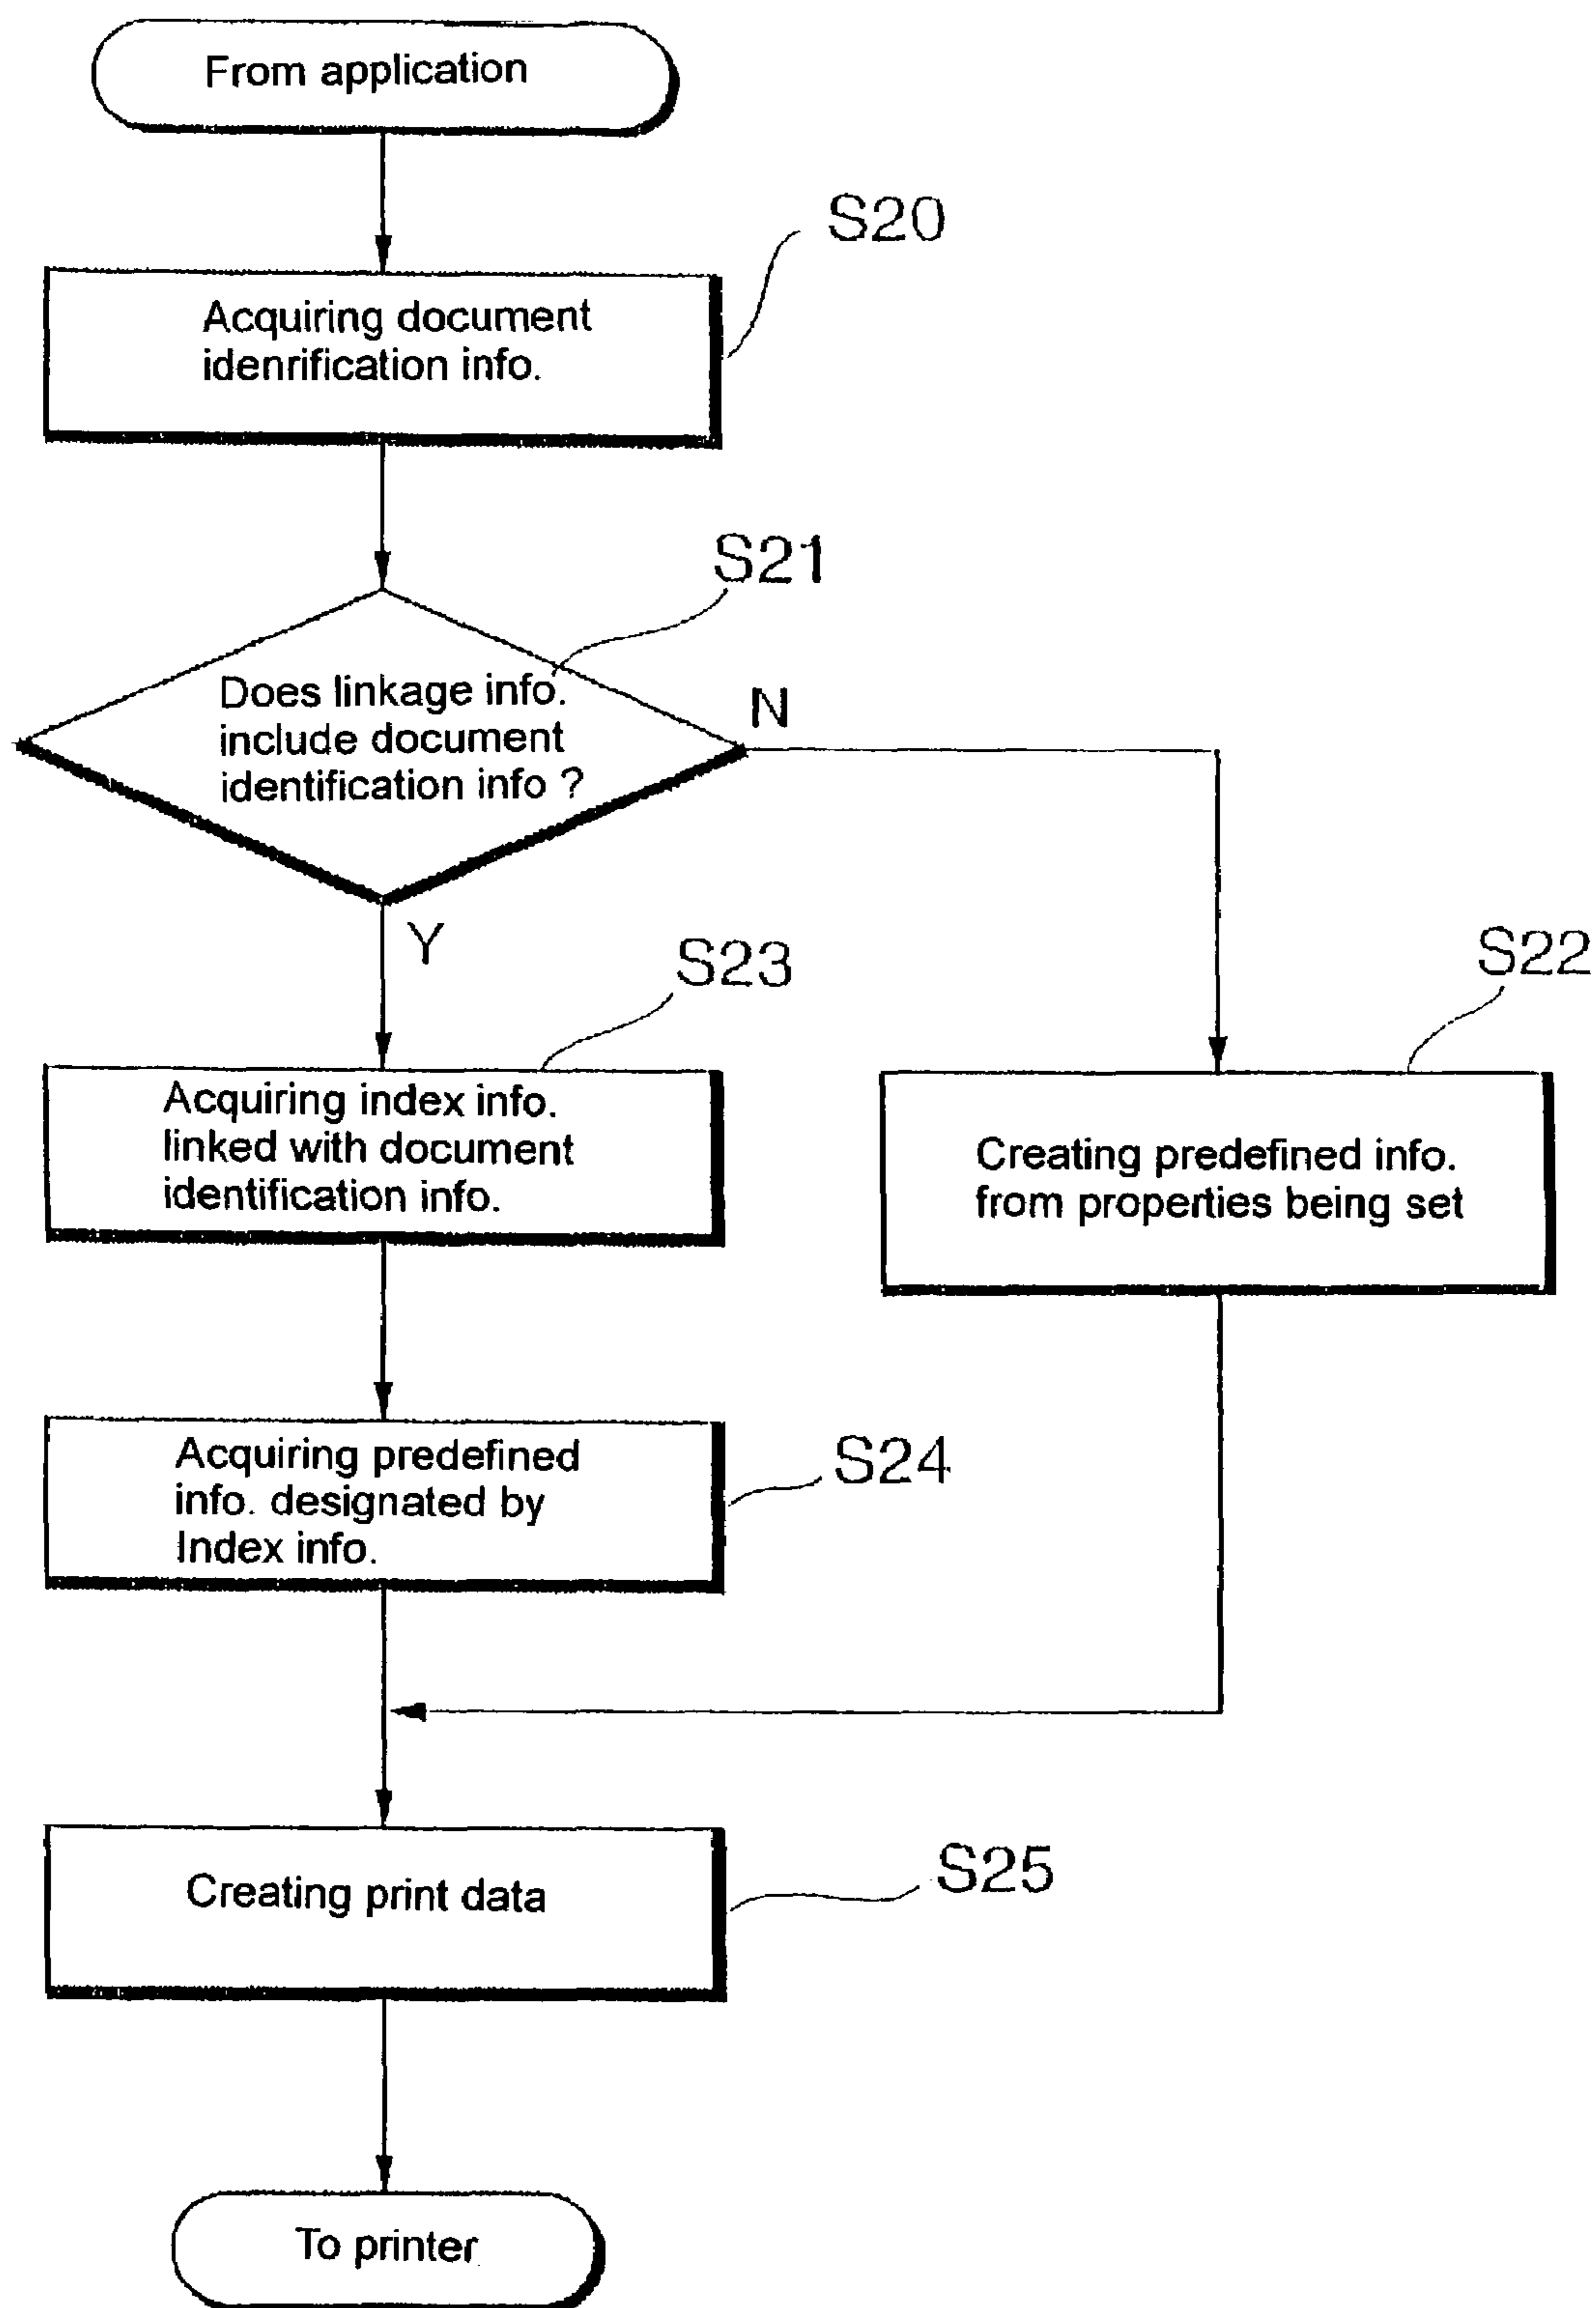 From application
S20
Acquiring document
idenrification info.
S21
Does linkage info.
include document
identification info ?
N
Y
S23
S22
Acquiring index info.
linked with document
identification info.
Creating predefined info.
from properties being set
Acquiring predefined
info. designated by
Index info.
S24
Creating print data
S25
To printer